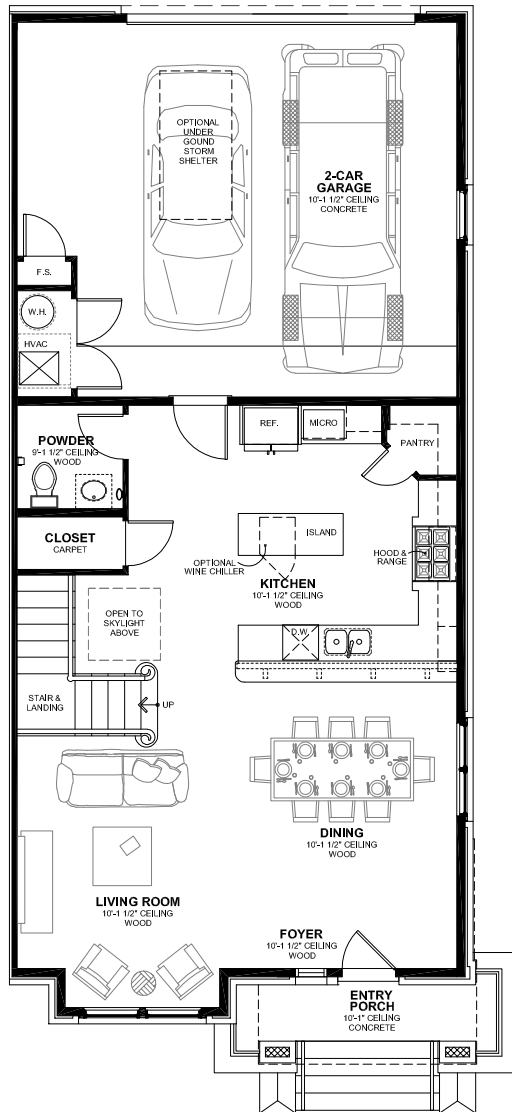 OPTIONAL
UNDER
GOUND
STORM
SHELTER
2-CAR
GARAGE
10'-1 1/2" CEILING
CONCRETE
F.S.
W.H.
HVAC
POWDER
9'-1 1/2" CEILING
WOOD
REF.
MICRO
PANTRY
CLOSET
CARPET
ISLAND
OPTIONAL
WINE CHILLER
HOOD &
RANGE
KITCHEN
10'-1 1/2" CEILING
WOOD
OPEN TO
SKYLIGHT
ABOVE
D.W.
STAIR &
LANDING
UP
DINING
10'-1 1/2" CEILING
WOOD
LIVING ROOM
10'-1 1/2" CEILING
WOOD
FOYER
10'-1 1/2" CEILING
WOOD
ENTRY
PORCH
10'-1" CEILING
CONCRETE